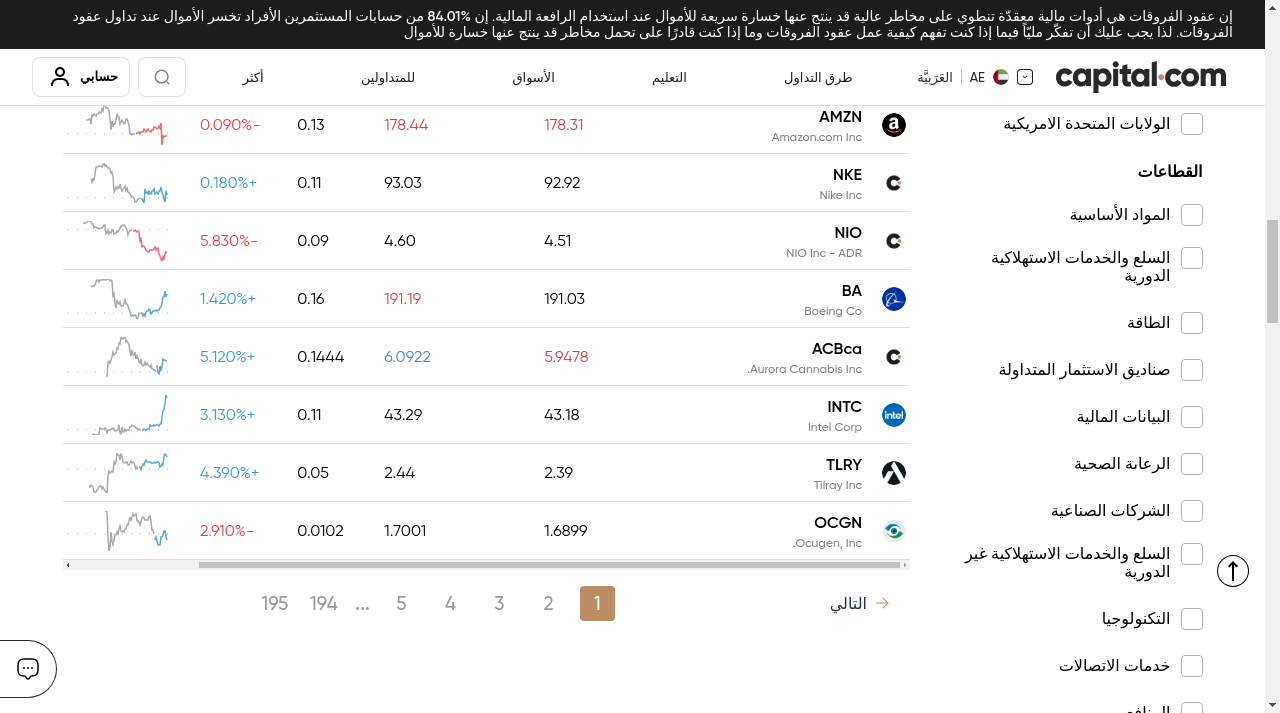 إن عقود الفروقات هي أدوات مالية معقدّة تنطوي على مخاطر عالية قد ينتج عنها خسارة سريعة للأموال عند استخدام الرافعة المالية. إن 84.01% من حسابات المستثمرين الأفراد تخسر الأموال عند تداول عقود
الفروقات. لذا يجب عليك أن تفكّر مليّاً فيما إذا كنت تفهم كيفية عمل عقود الفروقات وما إذا كنت قادرًا على تحمل مخاطر قد ينتج عنها خسارة للأموال
capital.com
AE
العَرَبيَّة
طرق التداول
التعليم
الأسواق
للمتداولين
أكثر
حسابي
الولايات المتحدة الامريكية
القطاعات
المواد الأساسية
السلع والخدمات الاستهلاكية
الدورية
الطاقة
صناديق الاستثمار المتداولة
البيانات المالية
الرعاىة الصحية
الشركات الصناعية
السلع والخدمات الاستهلاكية غير
الدورية
التكنولوجيا
خدمات الاتصالات
AMZN 178.31 178.44 0.13 0.090%-
Amazon.com Inc
NKE 92.92 93.03 0.11 0.180%+
Nike Inc
NIO 4.51 4.60 0.09 5.830%-
NIO Inc - ADR
BA 191.03 191.19 0.16 1.420%+
Boeing Co
ACBca 5.9478 6.0922 0.1444 5.120%+
.Aurora Cannabis Inc
INTC 43.18 43.29 0.11 3.130%+
intel Intel Corp
TLRY 2.39 2.44 0.05 4.390%+
Tilray Inc
OCGN 1.6899 1.7001 0.0102 2.910%-
.Ocugen, Inc
التالي
1 2 3 4 5 ... 194 195